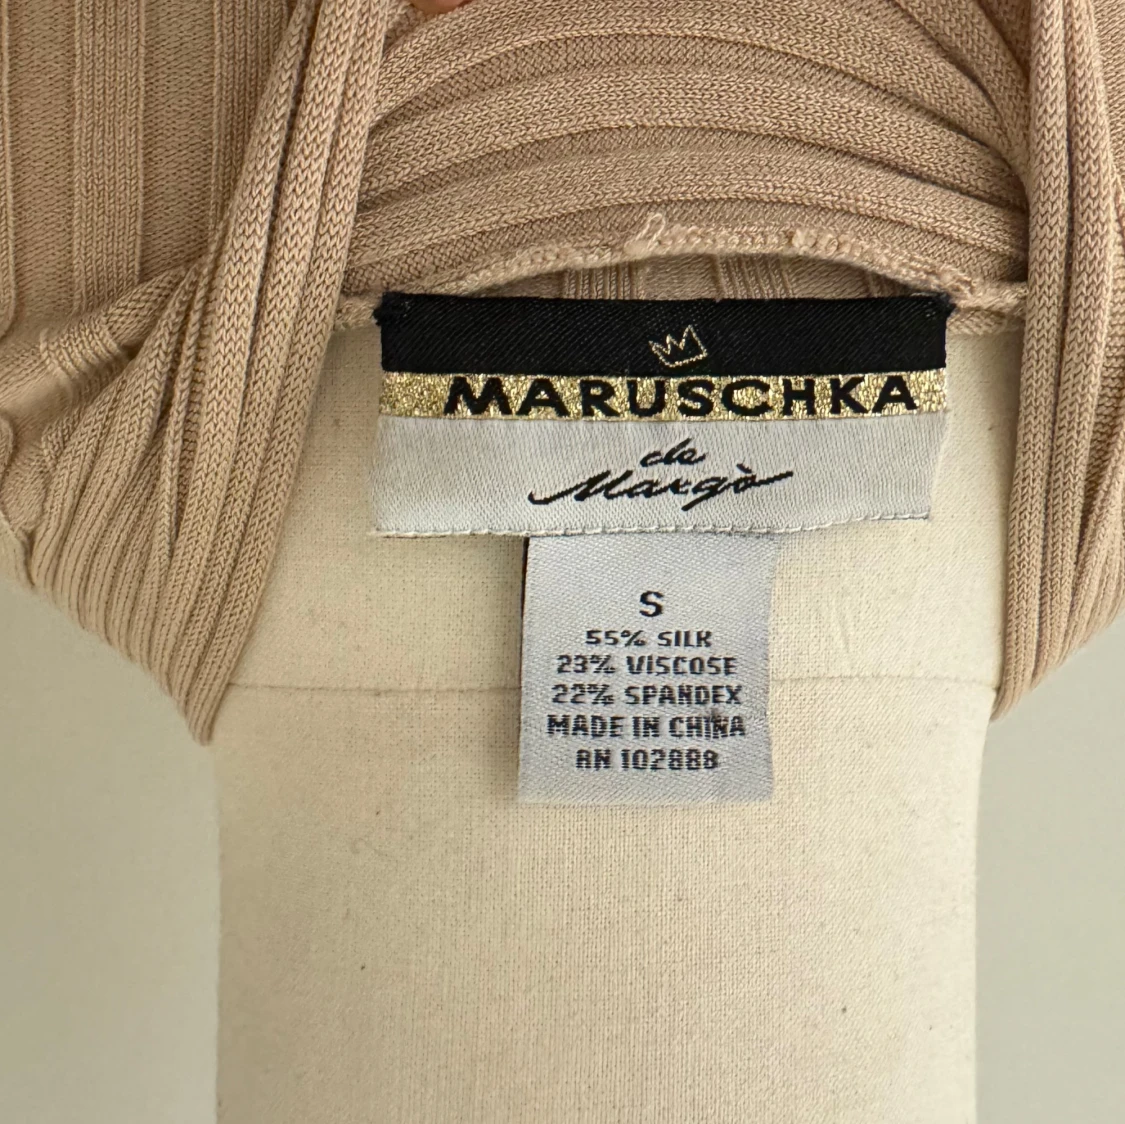 MARUSCHKA
de
Margò
S
55% SILK
23% VISCOSE
22% SPANDEX
MADE IN CHINA
RN 102888